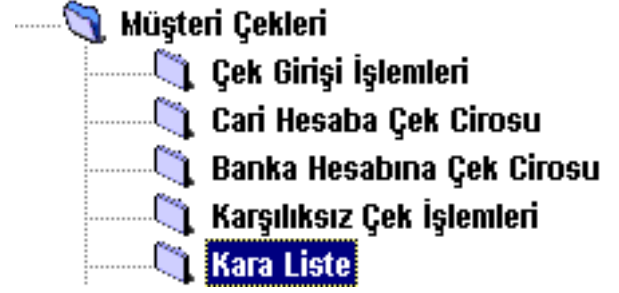 Müşteri Çekleri
Çek Girişi İşlemleri
Cari Hesaba Çek Cirosu
Banka Hesabına Çek Cirosu
Karşılıksız Çek İşlemleri
Kara Liste